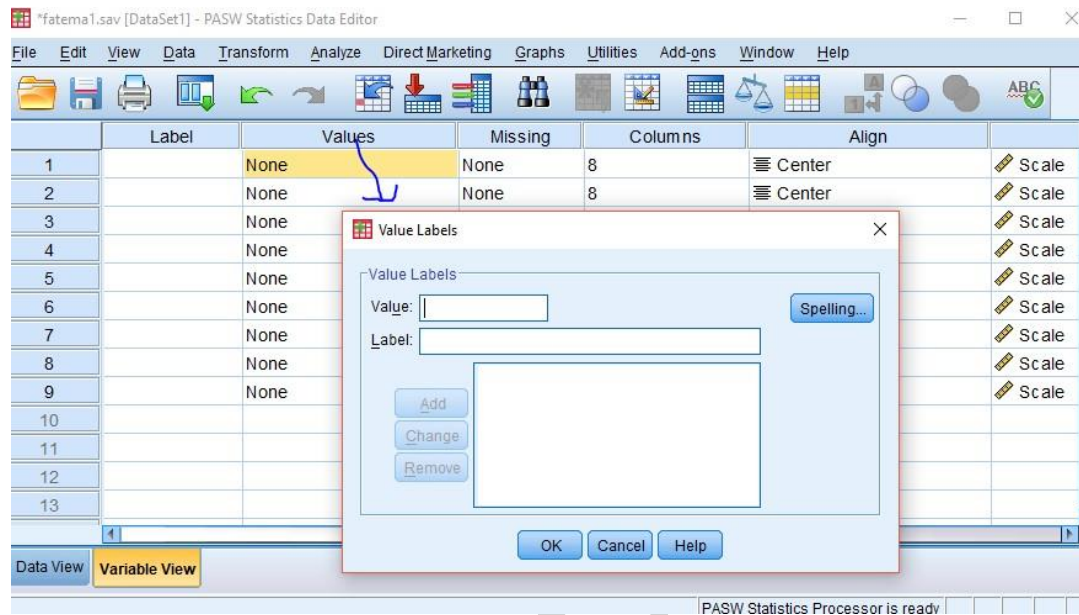 *fatema1.sav [DataSet1] - PASW Statistics Data Editor
File Edit View Data Transform Analyze Direct Marketing Graphs Utilities Add-ons Window Help
A
1
ABC
Label Values Missing Columns Align
1 None None 8 Center Scale
2 None None 8 Center Scale
3 None Scale
4 None Scale
5 None Scale
6 None Scale
7 None Scale
8 None Scale
9 None Scale
10
11
12
13
Value Labels
Value Labels
Value: Spelling...
Label:
Add
Change
Remove
OK Cancel Help
Data View Variable View
PASW Statistics Processor is ready